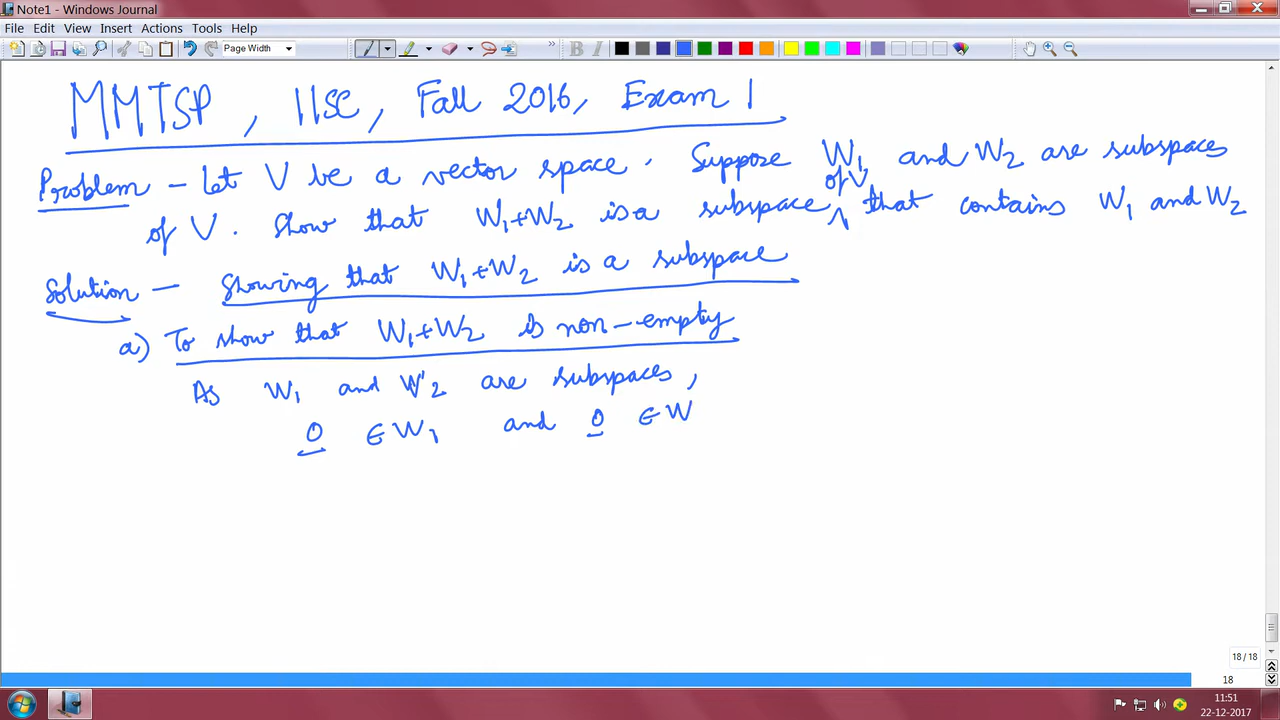 Note1 - Windows Journal
File Edit View Insert Actions Tools Help
Page Width
MMTSP, IISC, Fall 2016, Exam 1
Problem - Let V be a vector space. Suppose W1 and W2 are subspaces
of V
of V. Show that W1+W2 is a subspace ∧ that contains W1 and W2
Solution - Showing that W1+W2 is a subspace
a) To show that W1+W2 is non-empty
As W1 and W2 are subspaces,
0 ∈ W1 and 0 ∈ W
18 / 18
18
11:51
22-12-2017